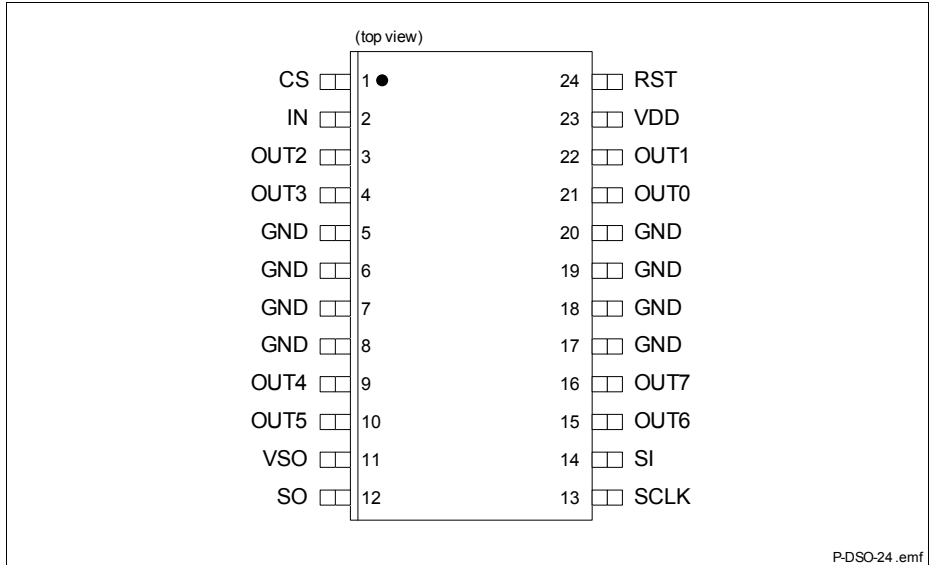 (top view)
CS 1 24 RST
IN 2 23 VDD
OUT2 3 22 OUT1
OUT3 4 21 OUT0
GND 5 20 GND
GND 6 19 GND
GND 7 18 GND
GND 8 17 GND
OUT4 9 16 OUT7
OUT5 10 15 OUT6
VSO 11 14 SI
SO 12 13 SCLK
P-DSO-24.emf